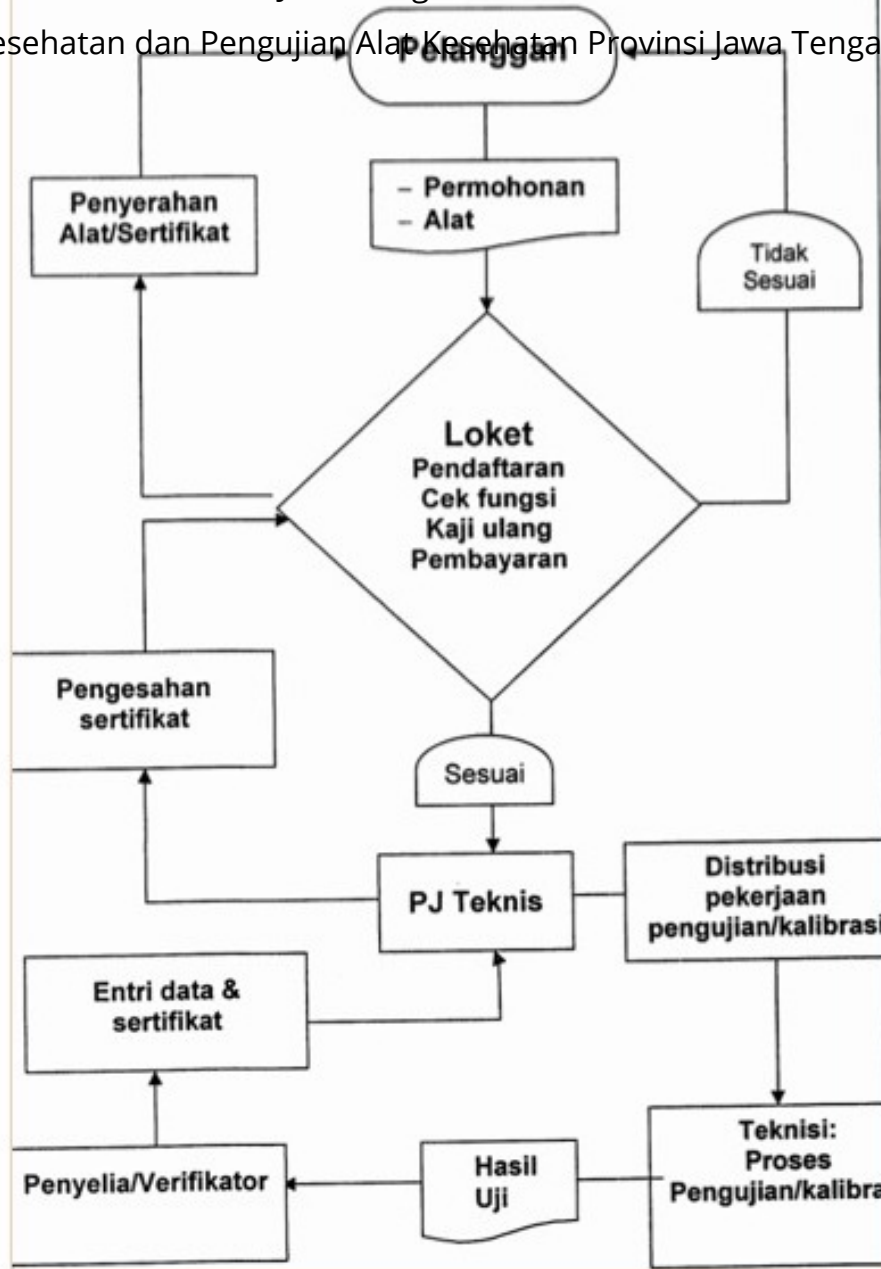 esehatan dan Pengujian Alat Kesehatan Provinsi Jawa Tenga
Pelanggan
– Permohonan
– Alat
Penyerahan
Alat/Sertifikat
Tidak
Sesuai
Loket
Pendaftaran
Cek fungsi
Kaji ulang
Pembayaran
Pengesahan
sertifikat
Sesuai
PJ Teknis
Distribusi
pekerjaan
pengujian/kalibrasi
Entri data &
sertifikat
Teknisi:
Proses
Pengujian/kalibra
Hasil
Uji
Penyelia/Verifikator